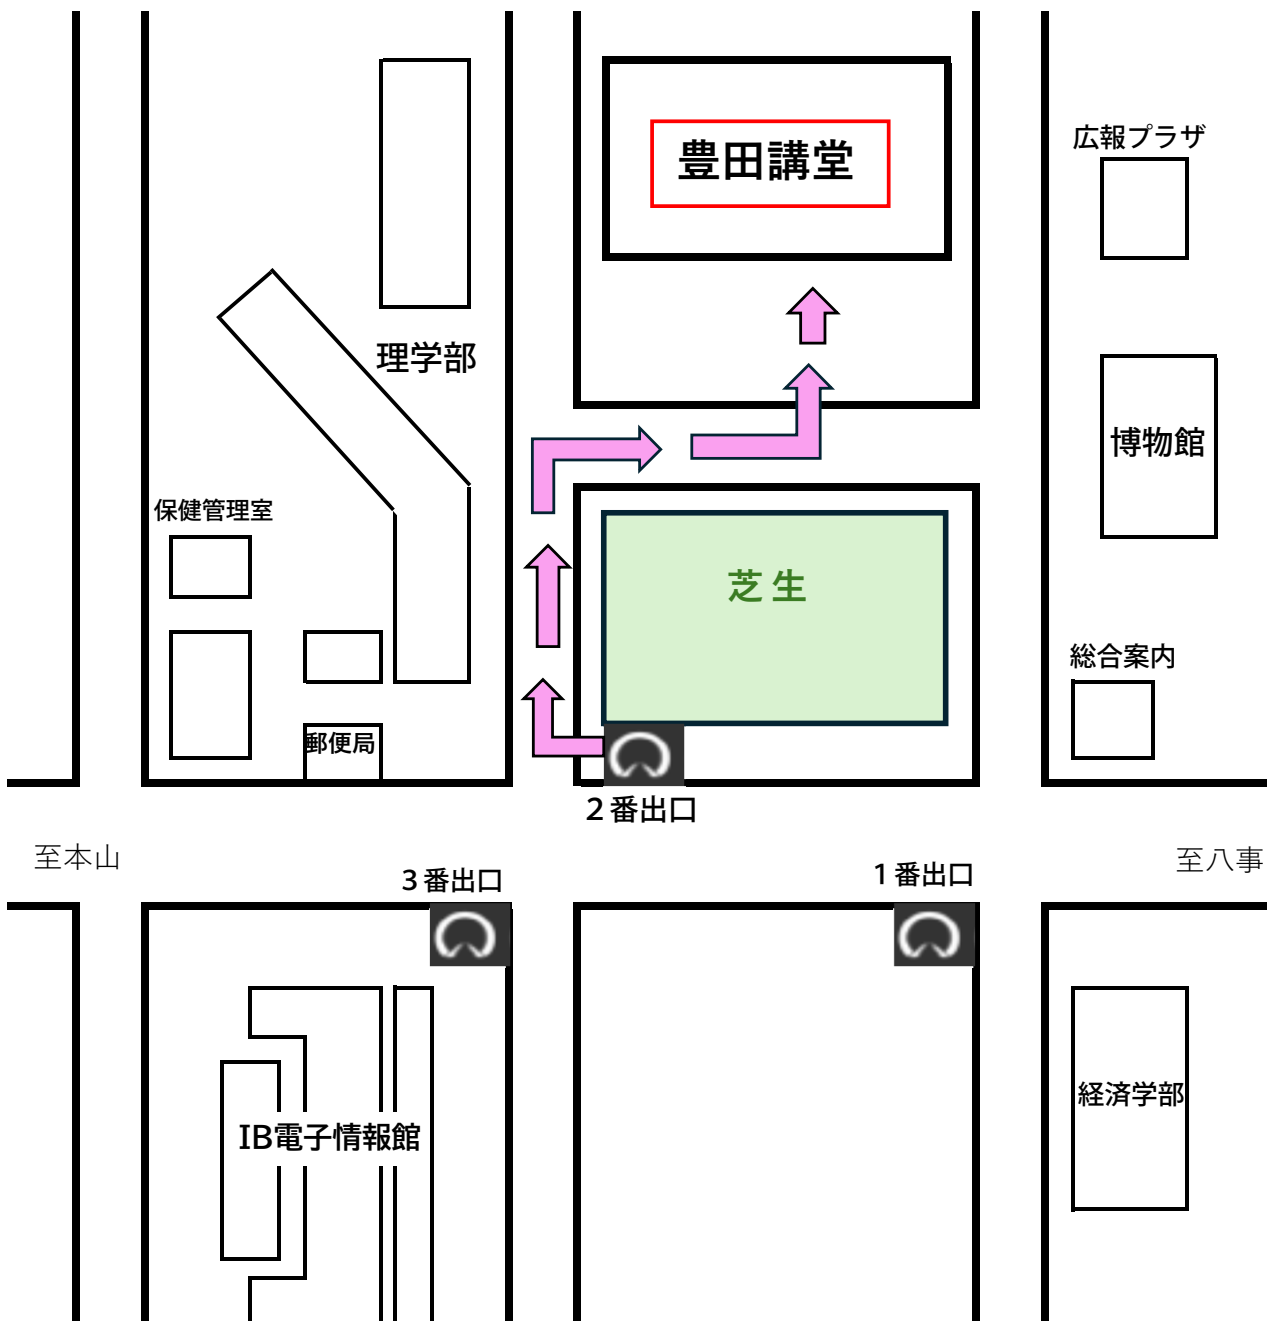 豊田講堂
広報プラザ
理学部
博物館
保健管理室
芝生
総合案内
郵便局
2番出口
至本山
至八事
3番出口
1番出口
経済学部
IB電子情報館